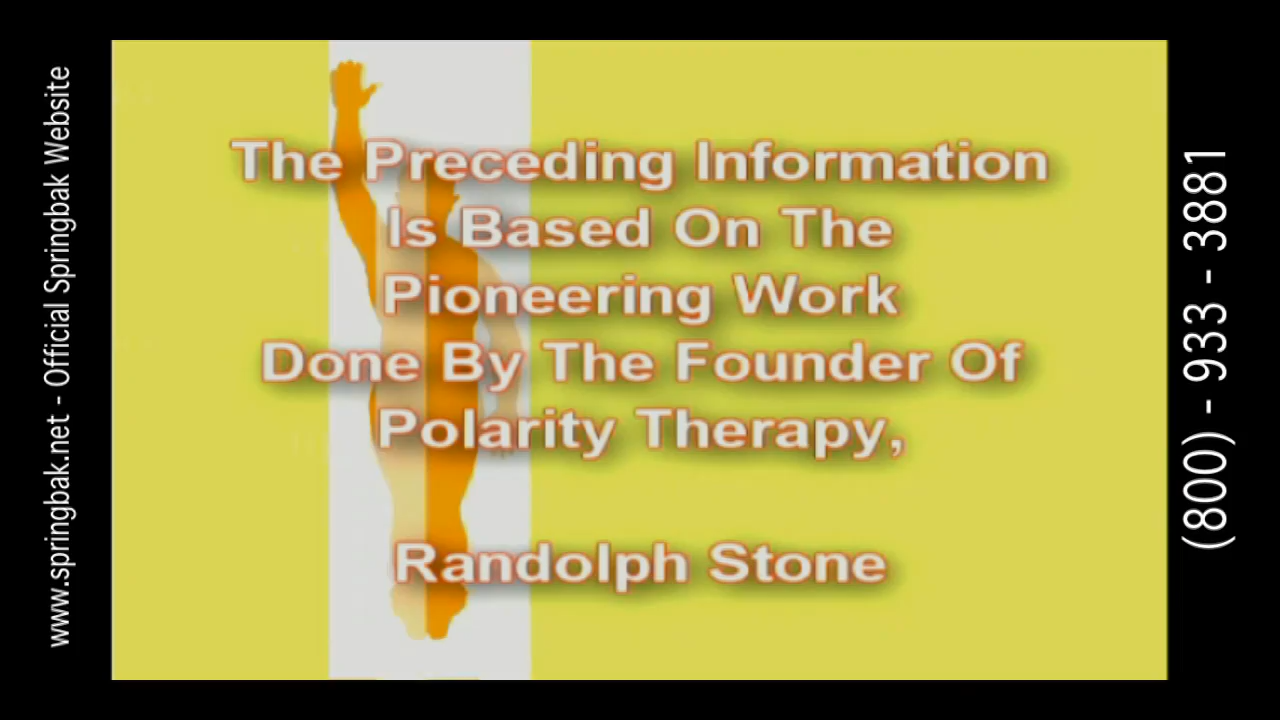 www.springbak.net - Official Springbak Website
The Preceding Information
Is Based On The
Pioneering Work
Done By The Founder Of
Polarity Therapy,
Randolph Stone
(800) - 933 - 3881